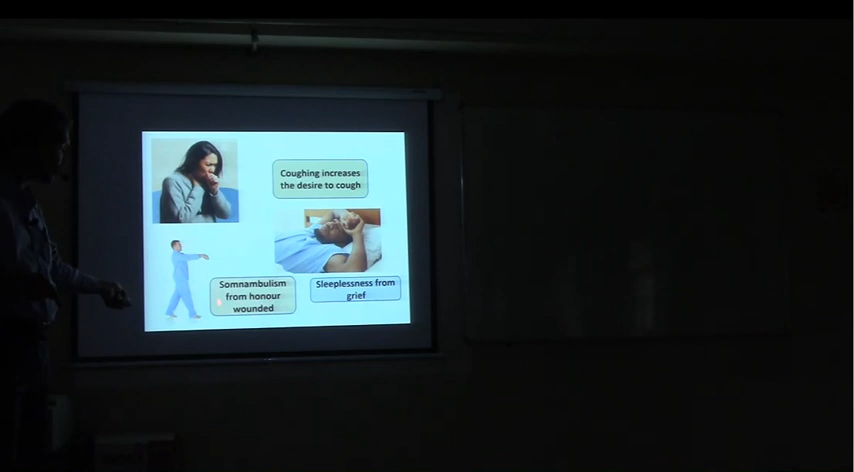 Coughing increases
the desire to cough
Somnambulism
from honour
wounded
Sleeplessness from
grief